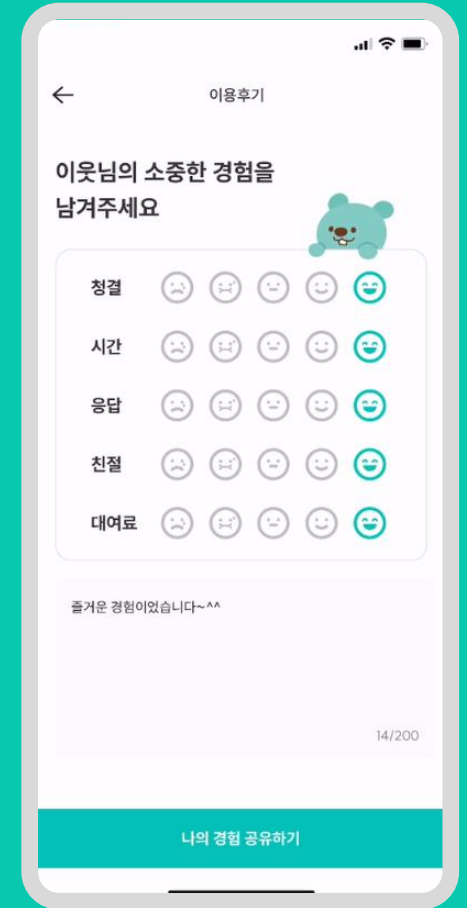 이용후기
이웃님의 소중한 경험을
남겨주세요
청결
시간
응답
친절
대여료
즐거운 경험이었습니다~^^
14/200
나의 경험 공유하기